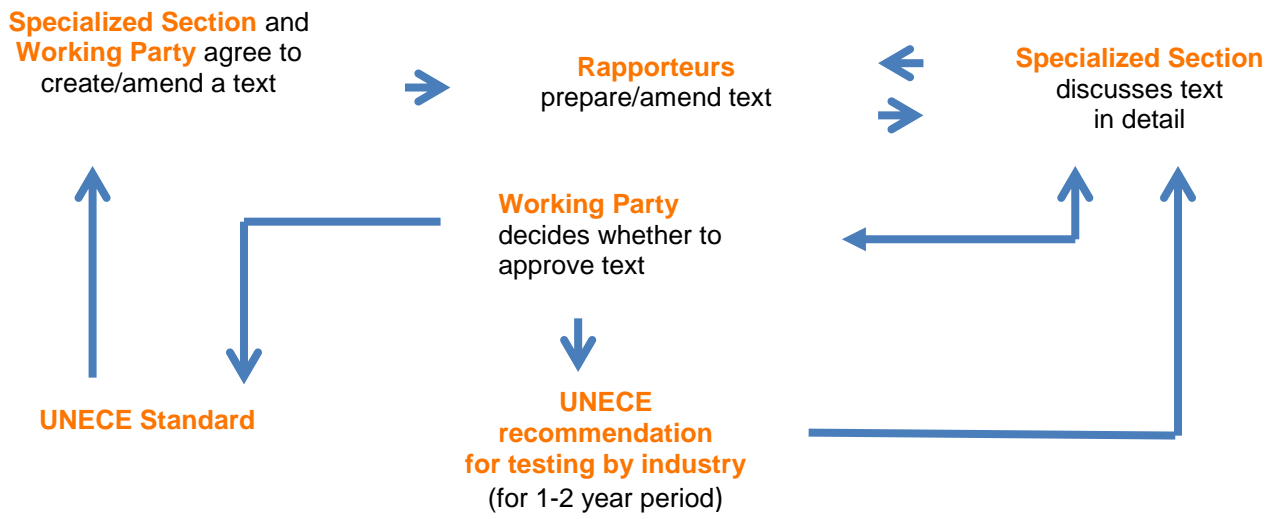 Specialized Section and
Working Party agree to
create/amend a text
Rapporteurs
prepare/amend text
Specialized Section
discusses text
in detail
Working Party
decides whether to
approve text
UNECE Standard
UNECE
recommendation
for testing by industry
(for 1-2 year period)